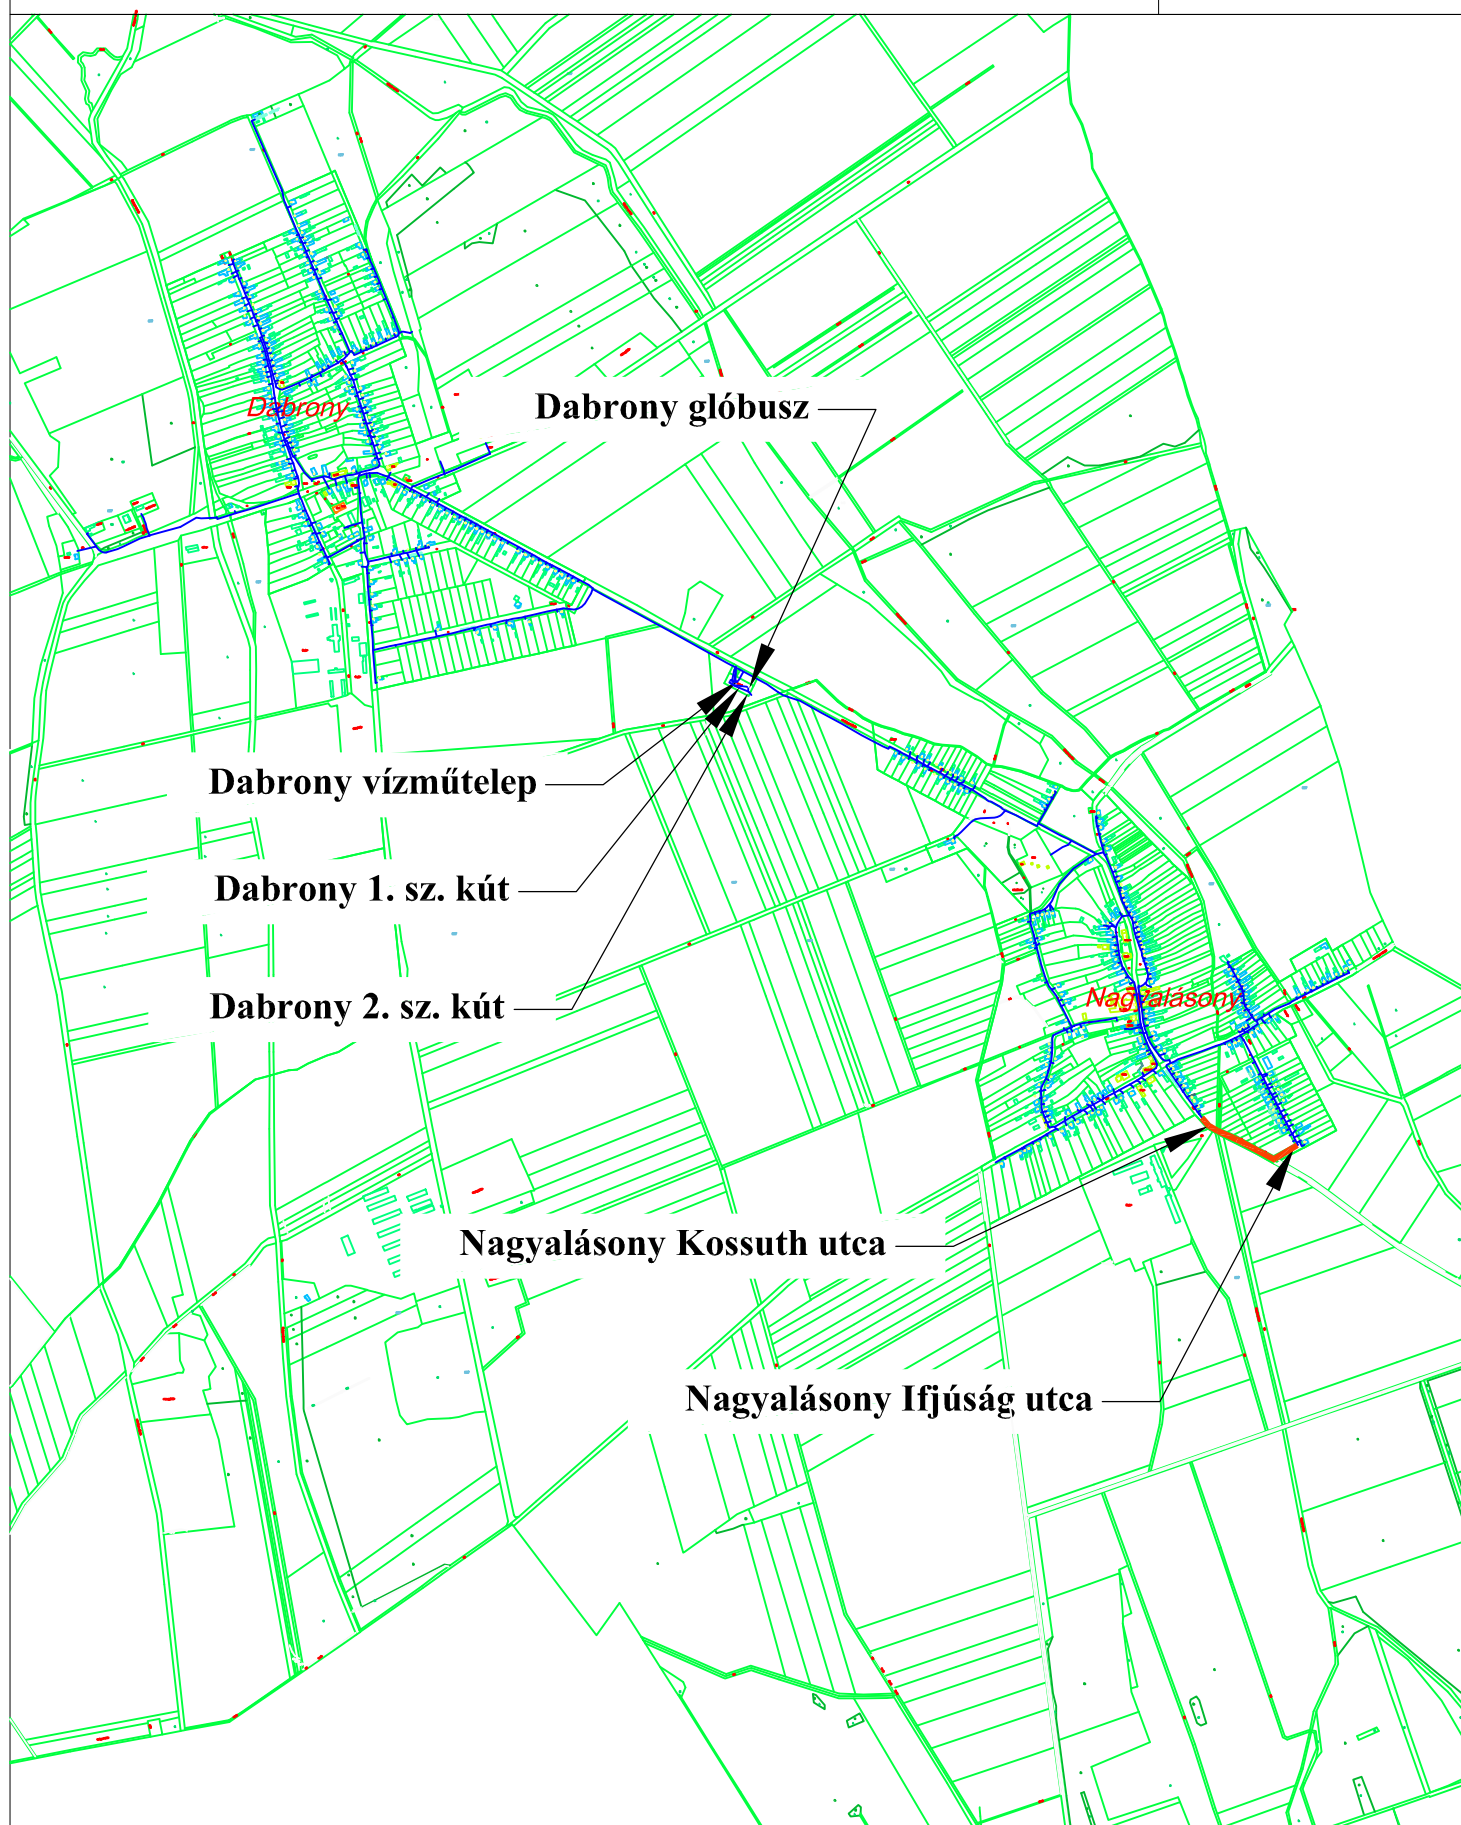 Dabrony
Dabrony glóbusz
Dabrony vízműtelep
Dabrony 1. sz. kút
Dabrony 2. sz. kút
Nagyalásony
Nagyalásony Kossuth utca
Nagyalásony Ifjúság utca